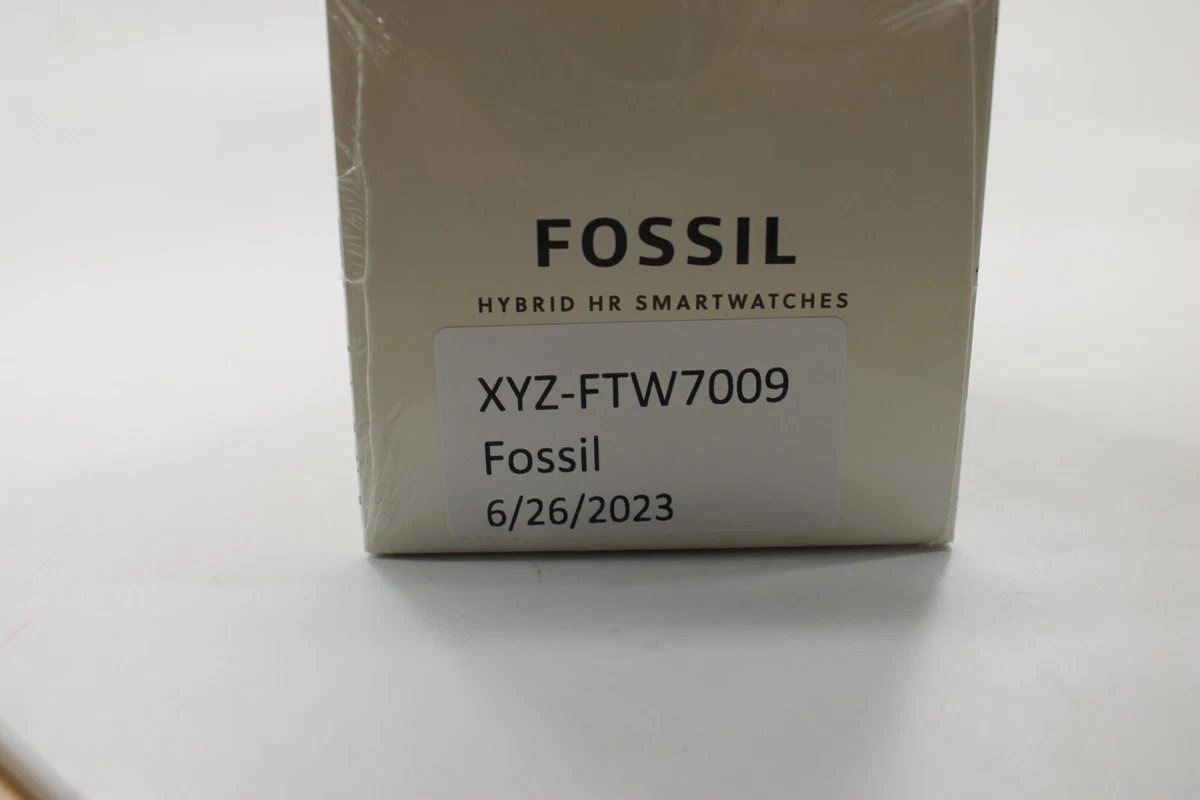 FOSSIL
HYBRID HR SMARTWATCHES
XYZ-FTW7009
Fossil
6/26/2023